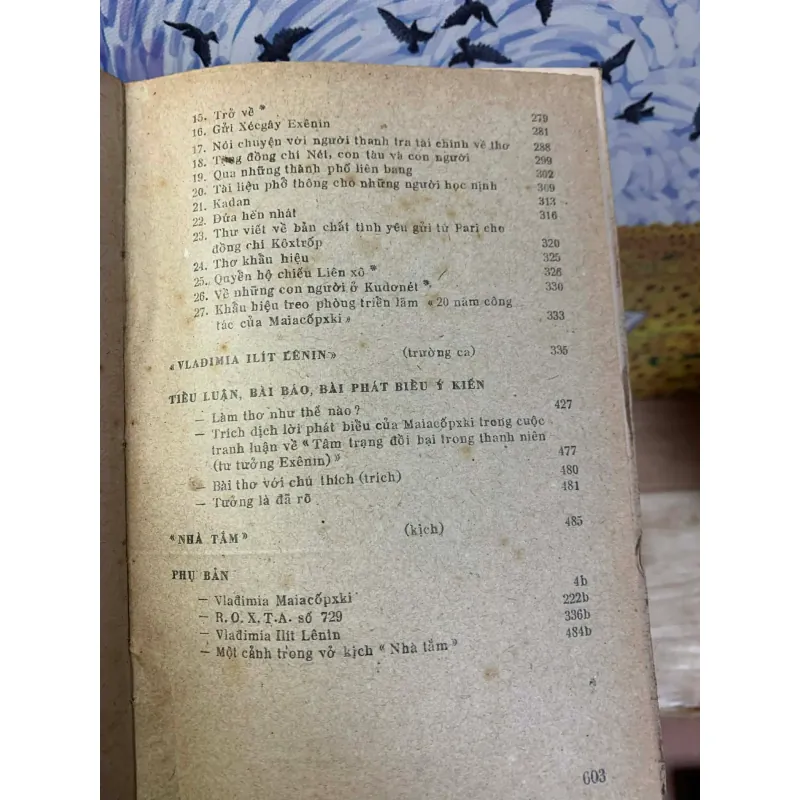 15. Trở về * 279
16. Gửi Xécgây Exênin 281
17. Nói chuyện với người thanh tra tài chính về thơ 288
18. Tặng đồng chí Nét, con tàu và con người 299
19. Qua những thành phố liên bang 302
20. Tài liệu phổ thông cho những người học nịnh 309
21. Kadan 313
22. Đứa hèn nhát 316
23. Thư viết về bản chất tình yêu gửi từ Pari cho
đồng chí Kôxtrốp 320
24. Thơ khẩu hiệu 325
25. Quyền hộ chiếu Liên xô * 326
26. Về những con người ở Kudơnét * 330
27. Khẩu hiệu treo phòng triển lãm « 20 năm công
tác của Maiacốpxki » 333
«VLAĐIMIA ILÍT LÊNIN» (trường ca) 335
TIỂU LUẬN, BÀI BÁO, BÀI PHÁT BIỂU Ý KIẾN
— Làm thơ như thế nào? 427
— Trích dịch lời phát biểu của Maiacốpxki trong cuộc
tranh luận về « Tâm trạng đồi bại trong thanh niên
(tư tưởng Exênin) » 477
— Bài thơ với chú thích (trích) 480
— Tưởng là đã rõ 481
«NHÀ TẮM» (kịch) 485
PHỤ BẢN
— Vlađimia Maiacốpxki 4b
— R.O.X.T.A. số 729 222b
— Vlađimia Ilít Lênin 336b
— Một cảnh trong vở kịch « Nhà tắm » 484b
603